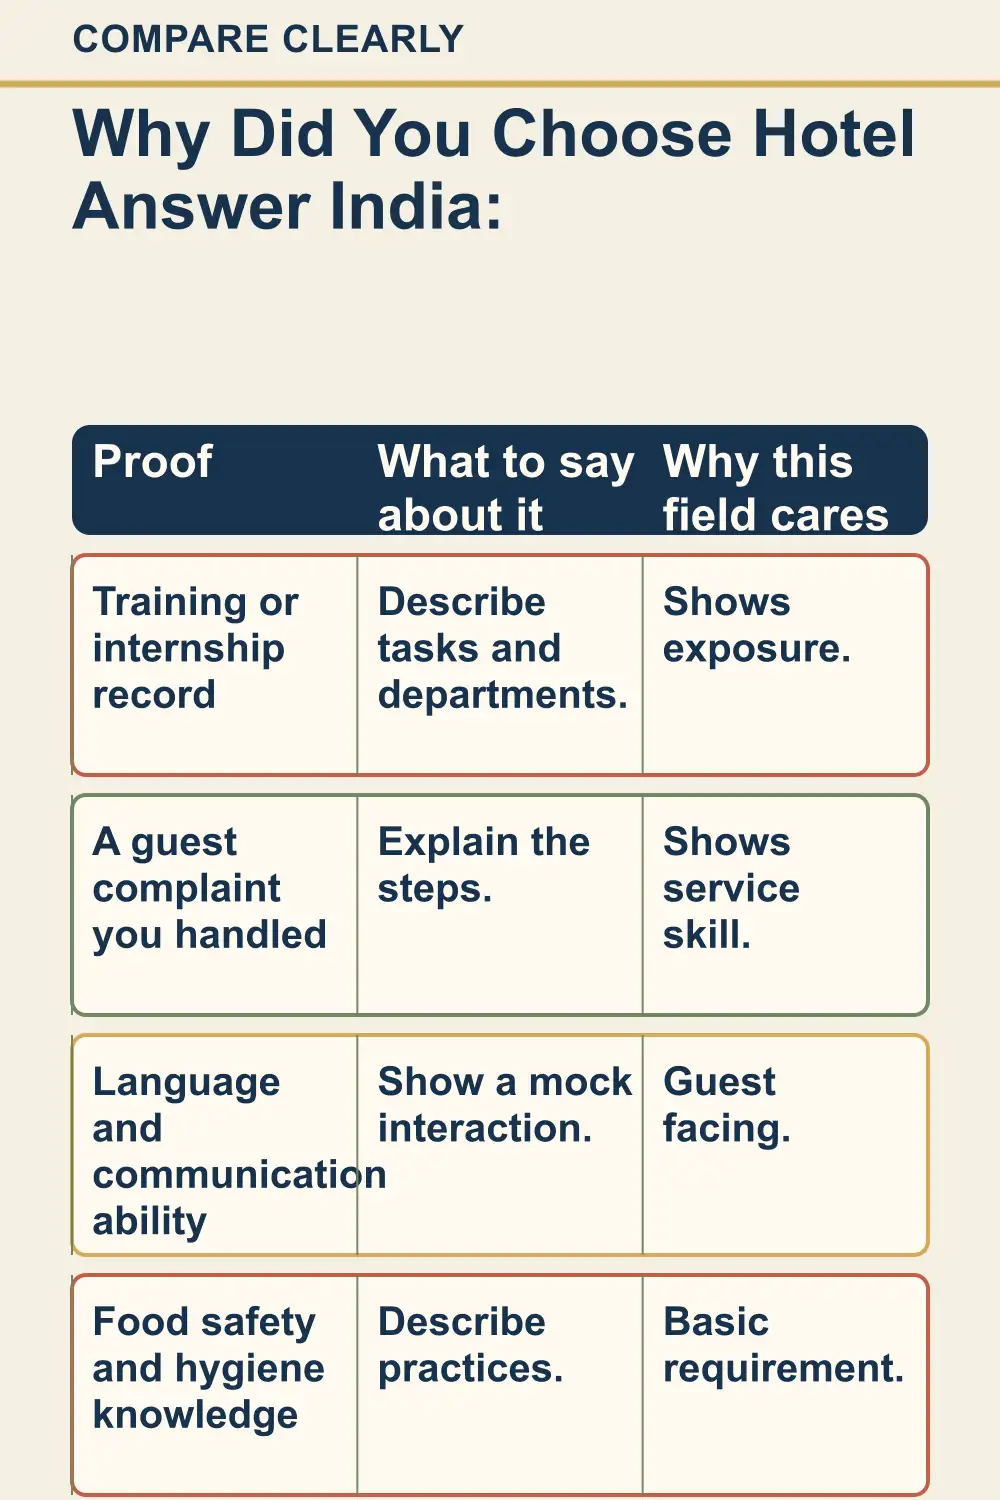 COMPARE CLEARLY
Why Did You Choose Hotel
Answer India:
Proof
What to say
about it
Why this
field cares
Training or
internship
record
Describe
tasks and
departments.
Shows
exposure.
A guest
complaint
you handled
Explain the
steps.
Shows
service
skill.
Language
and
communication
ability
Show a mock
interaction.
Guest
facing.
Food safety
and hygiene
knowledge
Describe
practices.
Basic
requirement.